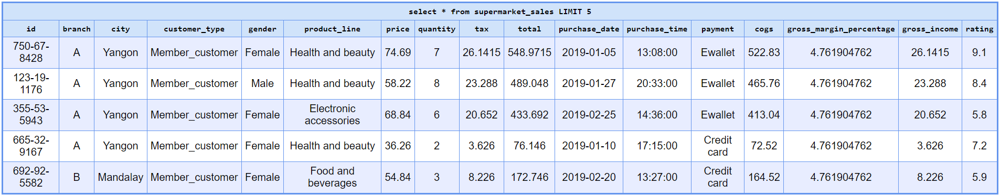 select * from supermarket_sales LIMIT 5
id branch city customer_type gender product_line price quantity tax total purchase_date purchase_time payment cogs gross_margin_percentage gross_income rating
750-67-8428 A Yangon Member_customer Female Health and beauty 74.69 7 26.1415 548.9715 2019-01-05 13:08:00 Ewallet 522.83 4.761904762 26.1415 9.1
123-19-1176 A Yangon Member_customer Male Health and beauty 58.22 8 23.288 489.048 2019-01-27 20:33:00 Ewallet 465.76 4.761904762 23.288 8.4
355-53-5943 A Yangon Member_customer Female Electronic accessories 68.84 6 20.652 433.692 2019-02-25 14:36:00 Ewallet 413.04 4.761904762 20.652 5.8
665-32-9167 A Yangon Member_customer Female Health and beauty 36.26 2 3.626 76.146 2019-01-10 17:15:00 Credit card 72.52 4.761904762 3.626 7.2
692-92-5582 B Mandalay Member_customer Female Food and beverages 54.84 3 8.226 172.746 2019-02-20 13:27:00 Credit card 164.52 4.761904762 8.226 5.9